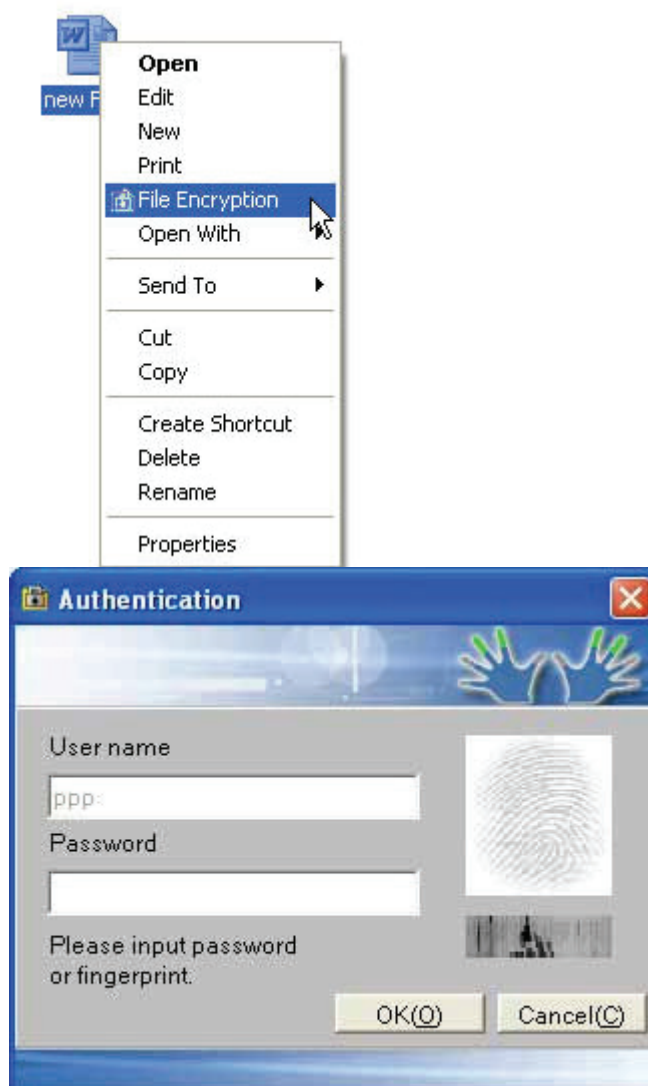 new F
Open
Edit
New
Print
File Encryption
Open With
Send To
Cut
Copy
Create Shortcut
Delete
Rename
Properties
Authentication
User name
ppp
Password
Please input password
or fingerprint.
OK(O) Cancel(C)